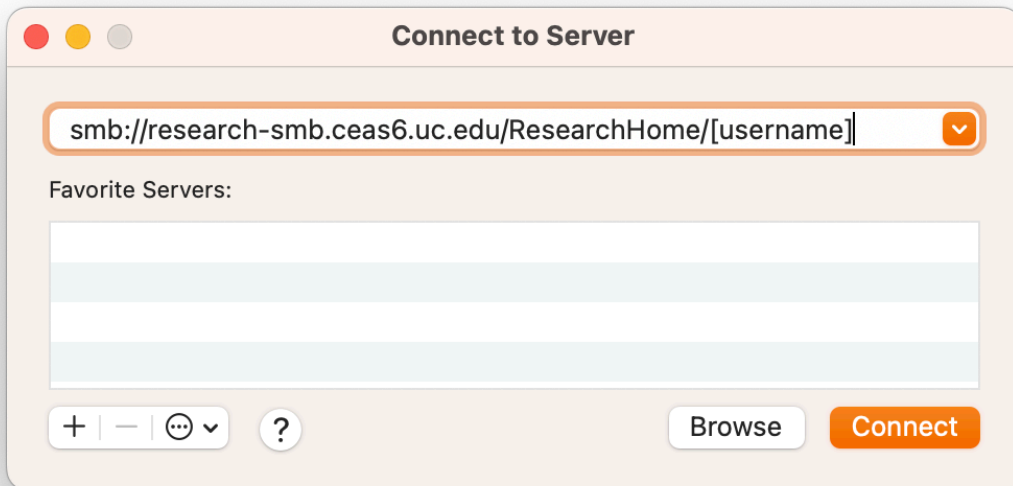 Connect to Server
smb://research-smb.ceas6.uc.edu/ResearchHome/[username]
Favorite Servers:
?
Browse
Connect